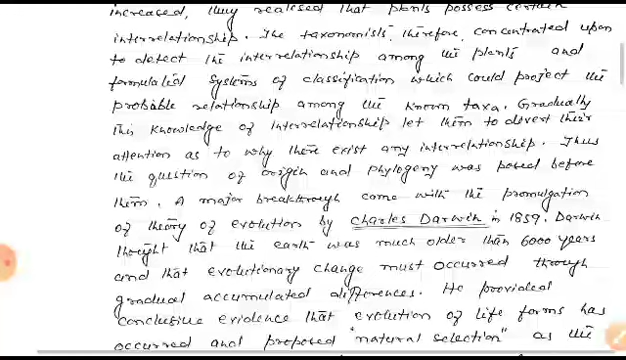 increased, they realesed that plants possess certain
interrelationship. The taxonomists, therefore, concentrated upon
to detect the interrelationship among the plants and
formulated systems of classification which could project the
probable relationship among the known taxa. Gradually
this knowledge of Interrelationship let them to divert their
attention as to why there exist any interrelationship. Thus
the question of origin and phylogeny was posed before
them. A major breakthrough come with the promulgation
of theory of evolution by Charles Darwin in 1859. Darwin
thought that the earth was much older than 6000 years
and that evolutionary change must occurred through
gradual accumulated differences. He provided
conclusive evidence that evolution of life forms has
occurred and proposed "natural selection" as the